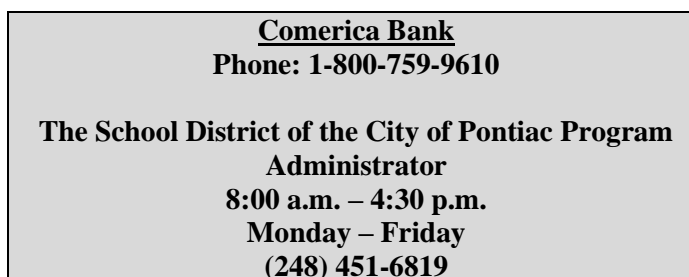 Comerica Bank
Phone: 1-800-759-9610
The School District of the City of Pontiac Program
Administrator
8:00 a.m. – 4:30 p.m.
Monday – Friday
(248) 451-6819